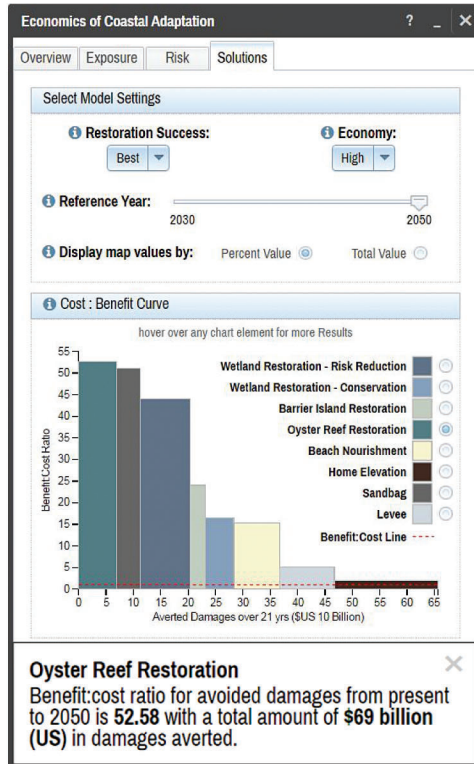 Economics of Coastal Adaptation ? _ ×
Overview Exposure Risk Solutions
Select Model Settings
Restoration Success: Economy:
Best High
Reference Year:
2030 2050
Display map values by: Percent Value Total Value
Cost : Benefit Curve
hover over any chart element for more Results
55
50
45
40
35
30
25
20
15
10
5
0
Benefit:Cost Ratio
Wetland Restoration - Risk Reduction
Wetland Restoration - Conservation
Barrier Island Restoration
Oyster Reef Restoration
Beach Nourishment
Home Elevation
Sandbag
Levee
Benefit:Cost Line
0 5 10 15 20 25 30 35 40 45 50 55 60 65
Averted Damages over 21 yrs ($US 10 Billion)
Oyster Reef Restoration
Benefit:cost ratio for avoided damages from present
to 2050 is 52.58 with a total amount of $69 billion
(US) in damages averted.